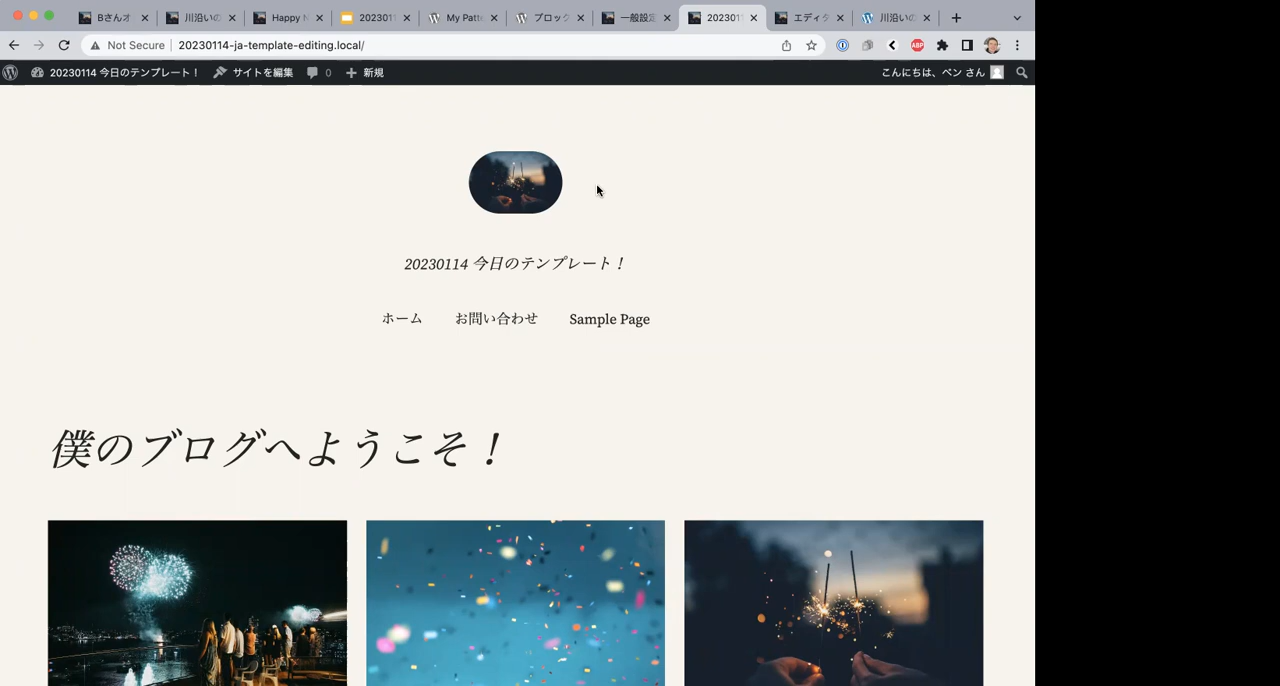 Bさんオ
川沿いの
Happy N
2023011
My Patte
ブロック
一般設定
202301
エディタ
川沿いの
Not Secure
20230114-ja-template-editing.local/
ABP
20230114 今日のテンプレート！
サイトを編集
0
新規
こんにちは、ベン さん
20230114 今日のテンプレート！
ホーム
お問い合わせ
Sample Page
僕のブログへようこそ！